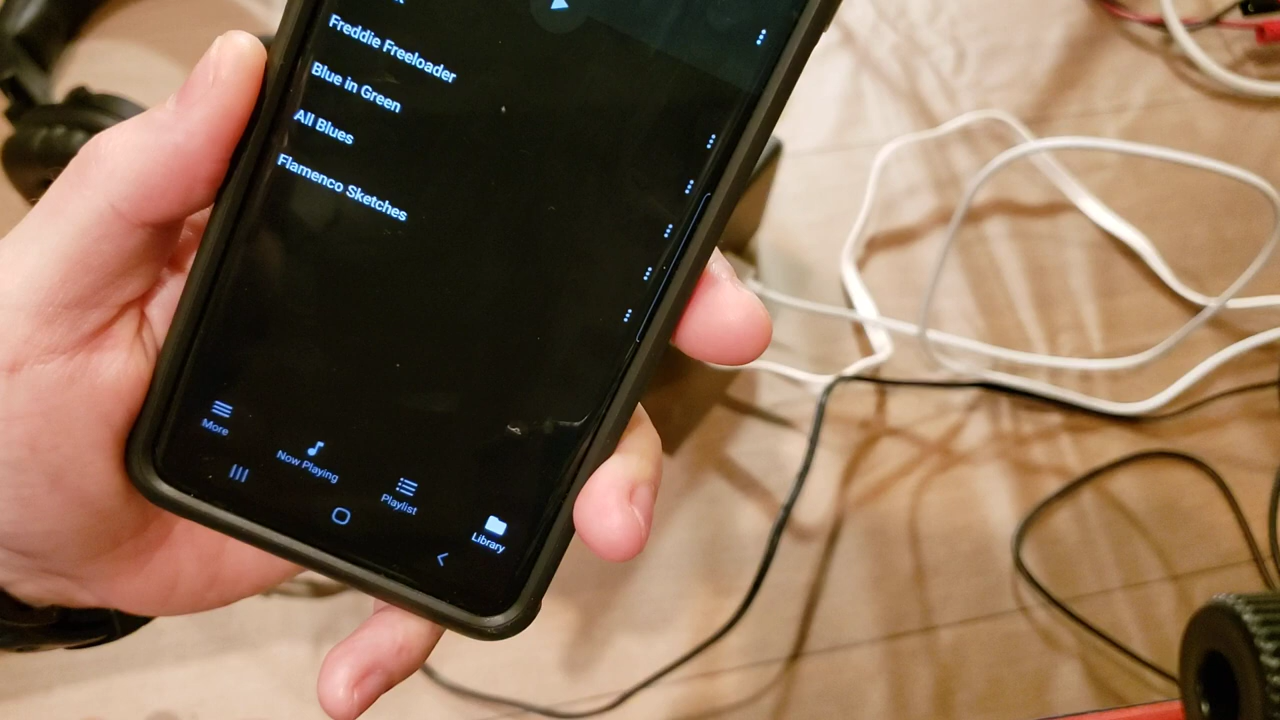 Freddie Freeloader
Blue in Green
All Blues
Flamenco Sketches
More
Now Playing
Playlist
Library